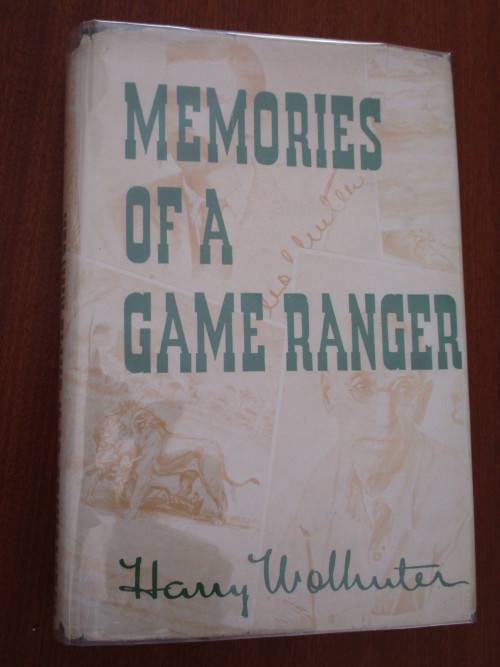 MEMORIES
OF A
GAME RANGER
Harry Wolhuter